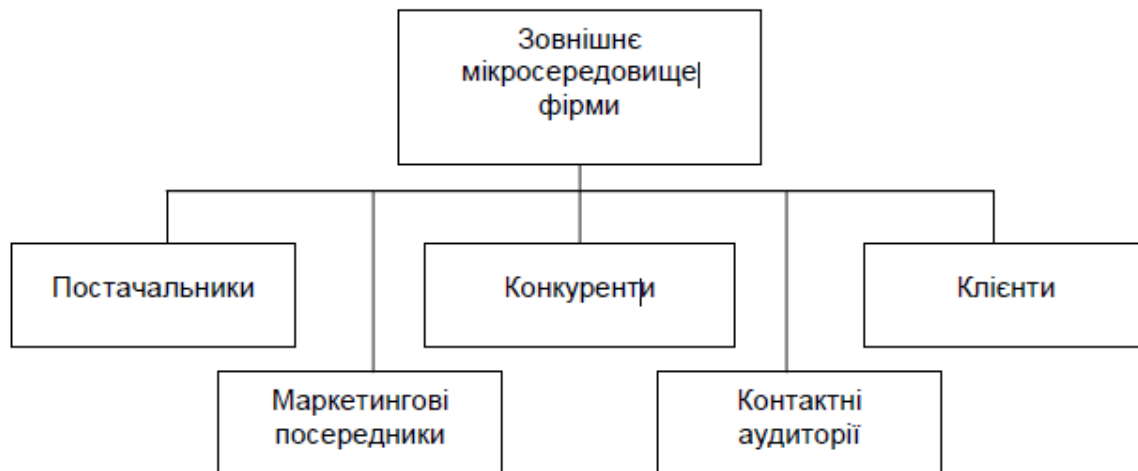 Зовнішнє
мікросередовище
фірми
Постачальники
Конкуренти
Клієнти
Маркетингові
посередники
Контактні
аудиторії